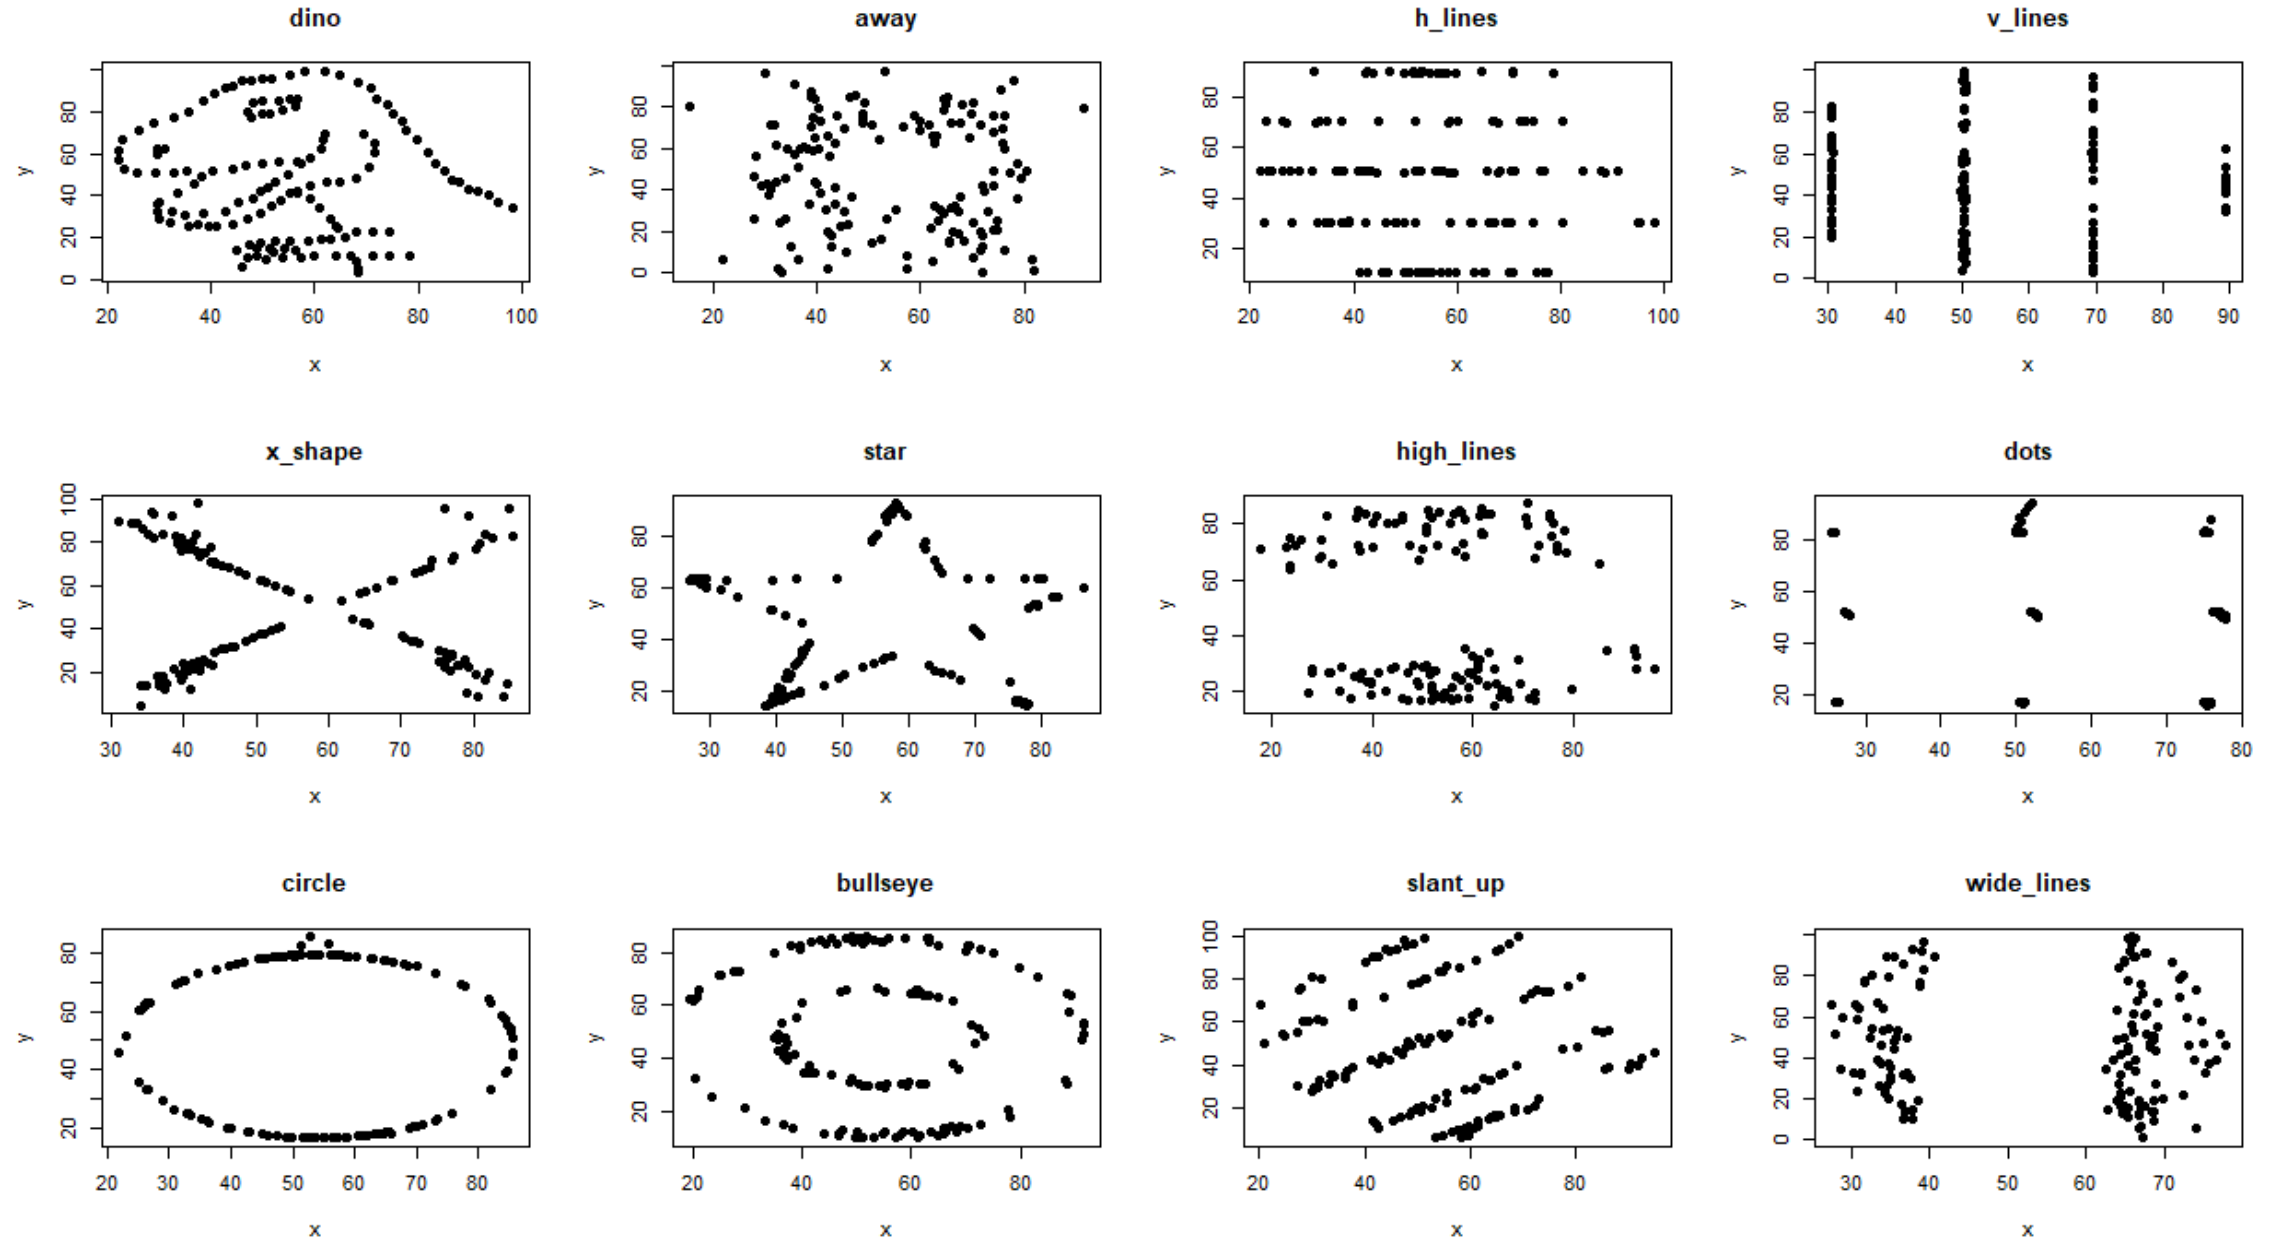 dino away h_lines v_lines
y 0 20 40 60 80 y 0 20 40 60 80 y 20 40 60 80 y 0 20 40 60 80
20 40 60 80 100 20 40 60 80 20 40 60 80 100 30 40 50 60 70 80 90
x x x x
x_shape star high_lines dots
y 20 40 60 80 100 y 20 40 60 80 y 20 40 60 80 y 20 40 60 80
30 40 50 60 70 80 30 40 50 60 70 80 20 40 60 80 30 40 50 60 70 80
x x x x
circle bullseye slant_up wide_lines
y 20 40 60 80 y 20 40 60 80 y 20 40 60 80 100 y 0 20 40 60 80
20 30 40 50 60 70 80 20 40 60 80 20 40 60 80 30 40 50 60 70
x x x x